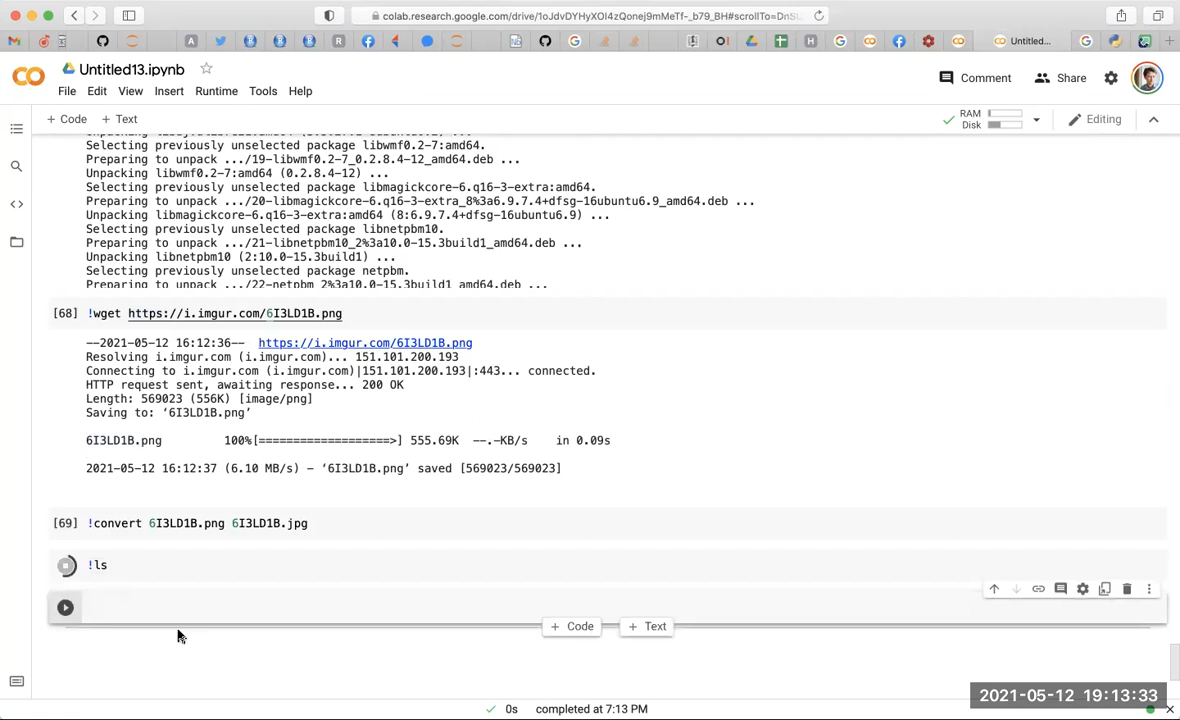 colab.research.google.com/drive/1oJdvDYHyXOI4zQonej9mMeTf-_b79_BH#scrollTo=DnSU
Untitled...
Untitled13.ipynb
Comment
Share
File Edit View Insert Runtime Tools Help
+ Code + Text
RAM
Disk
Editing
Selecting previously unselected package libwmf0.2-7:amd64.
Preparing to unpack .../19-libwmf0.2-7_0.2.8.4-12_amd64.deb ...
Unpacking libwmf0.2-7:amd64 (0.2.8.4-12) ...
Selecting previously unselected package libmagickcore-6.q16-3-extra:amd64.
Preparing to unpack .../20-libmagickcore-6.q16-3-extra_8%3a6.9.7.4+dfsg-16ubuntu6.9_amd64.deb ...
Unpacking libmagickcore-6.q16-3-extra:amd64 (8:6.9.7.4+dfsg-16ubuntu6.9) ...
Selecting previously unselected package libnetpbm10.
Preparing to unpack .../21-libnetpbm10_2%3a10.0-15.3build1_amd64.deb ...
Unpacking libnetpbm10 (2:10.0-15.3build1) ...
Selecting previously unselected package netpbm.
Preparing to unpack .../22-netpbm_2%3a10.0-15.3build1_amd64.deb ...
[68] !wget https://i.imgur.com/6I3LD1B.png
--2021-05-12 16:12:36-- https://i.imgur.com/6I3LD1B.png
Resolving i.imgur.com (i.imgur.com)... 151.101.200.193
Connecting to i.imgur.com (i.imgur.com)|151.101.200.193|:443... connected.
HTTP request sent, awaiting response... 200 OK
Length: 569023 (556K) [image/png]
Saving to: ‘6I3LD1B.png’
6I3LD1B.png 100%[===================>] 555.69K --.-KB/s in 0.09s
2021-05-12 16:12:37 (6.10 MB/s) - ‘6I3LD1B.png’ saved [569023/569023]
[69] !convert 6I3LD1B.png 6I3LD1B.jpg
!ls
+ Code + Text
2021-05-12 19:13:33
0s completed at 7:13 PM